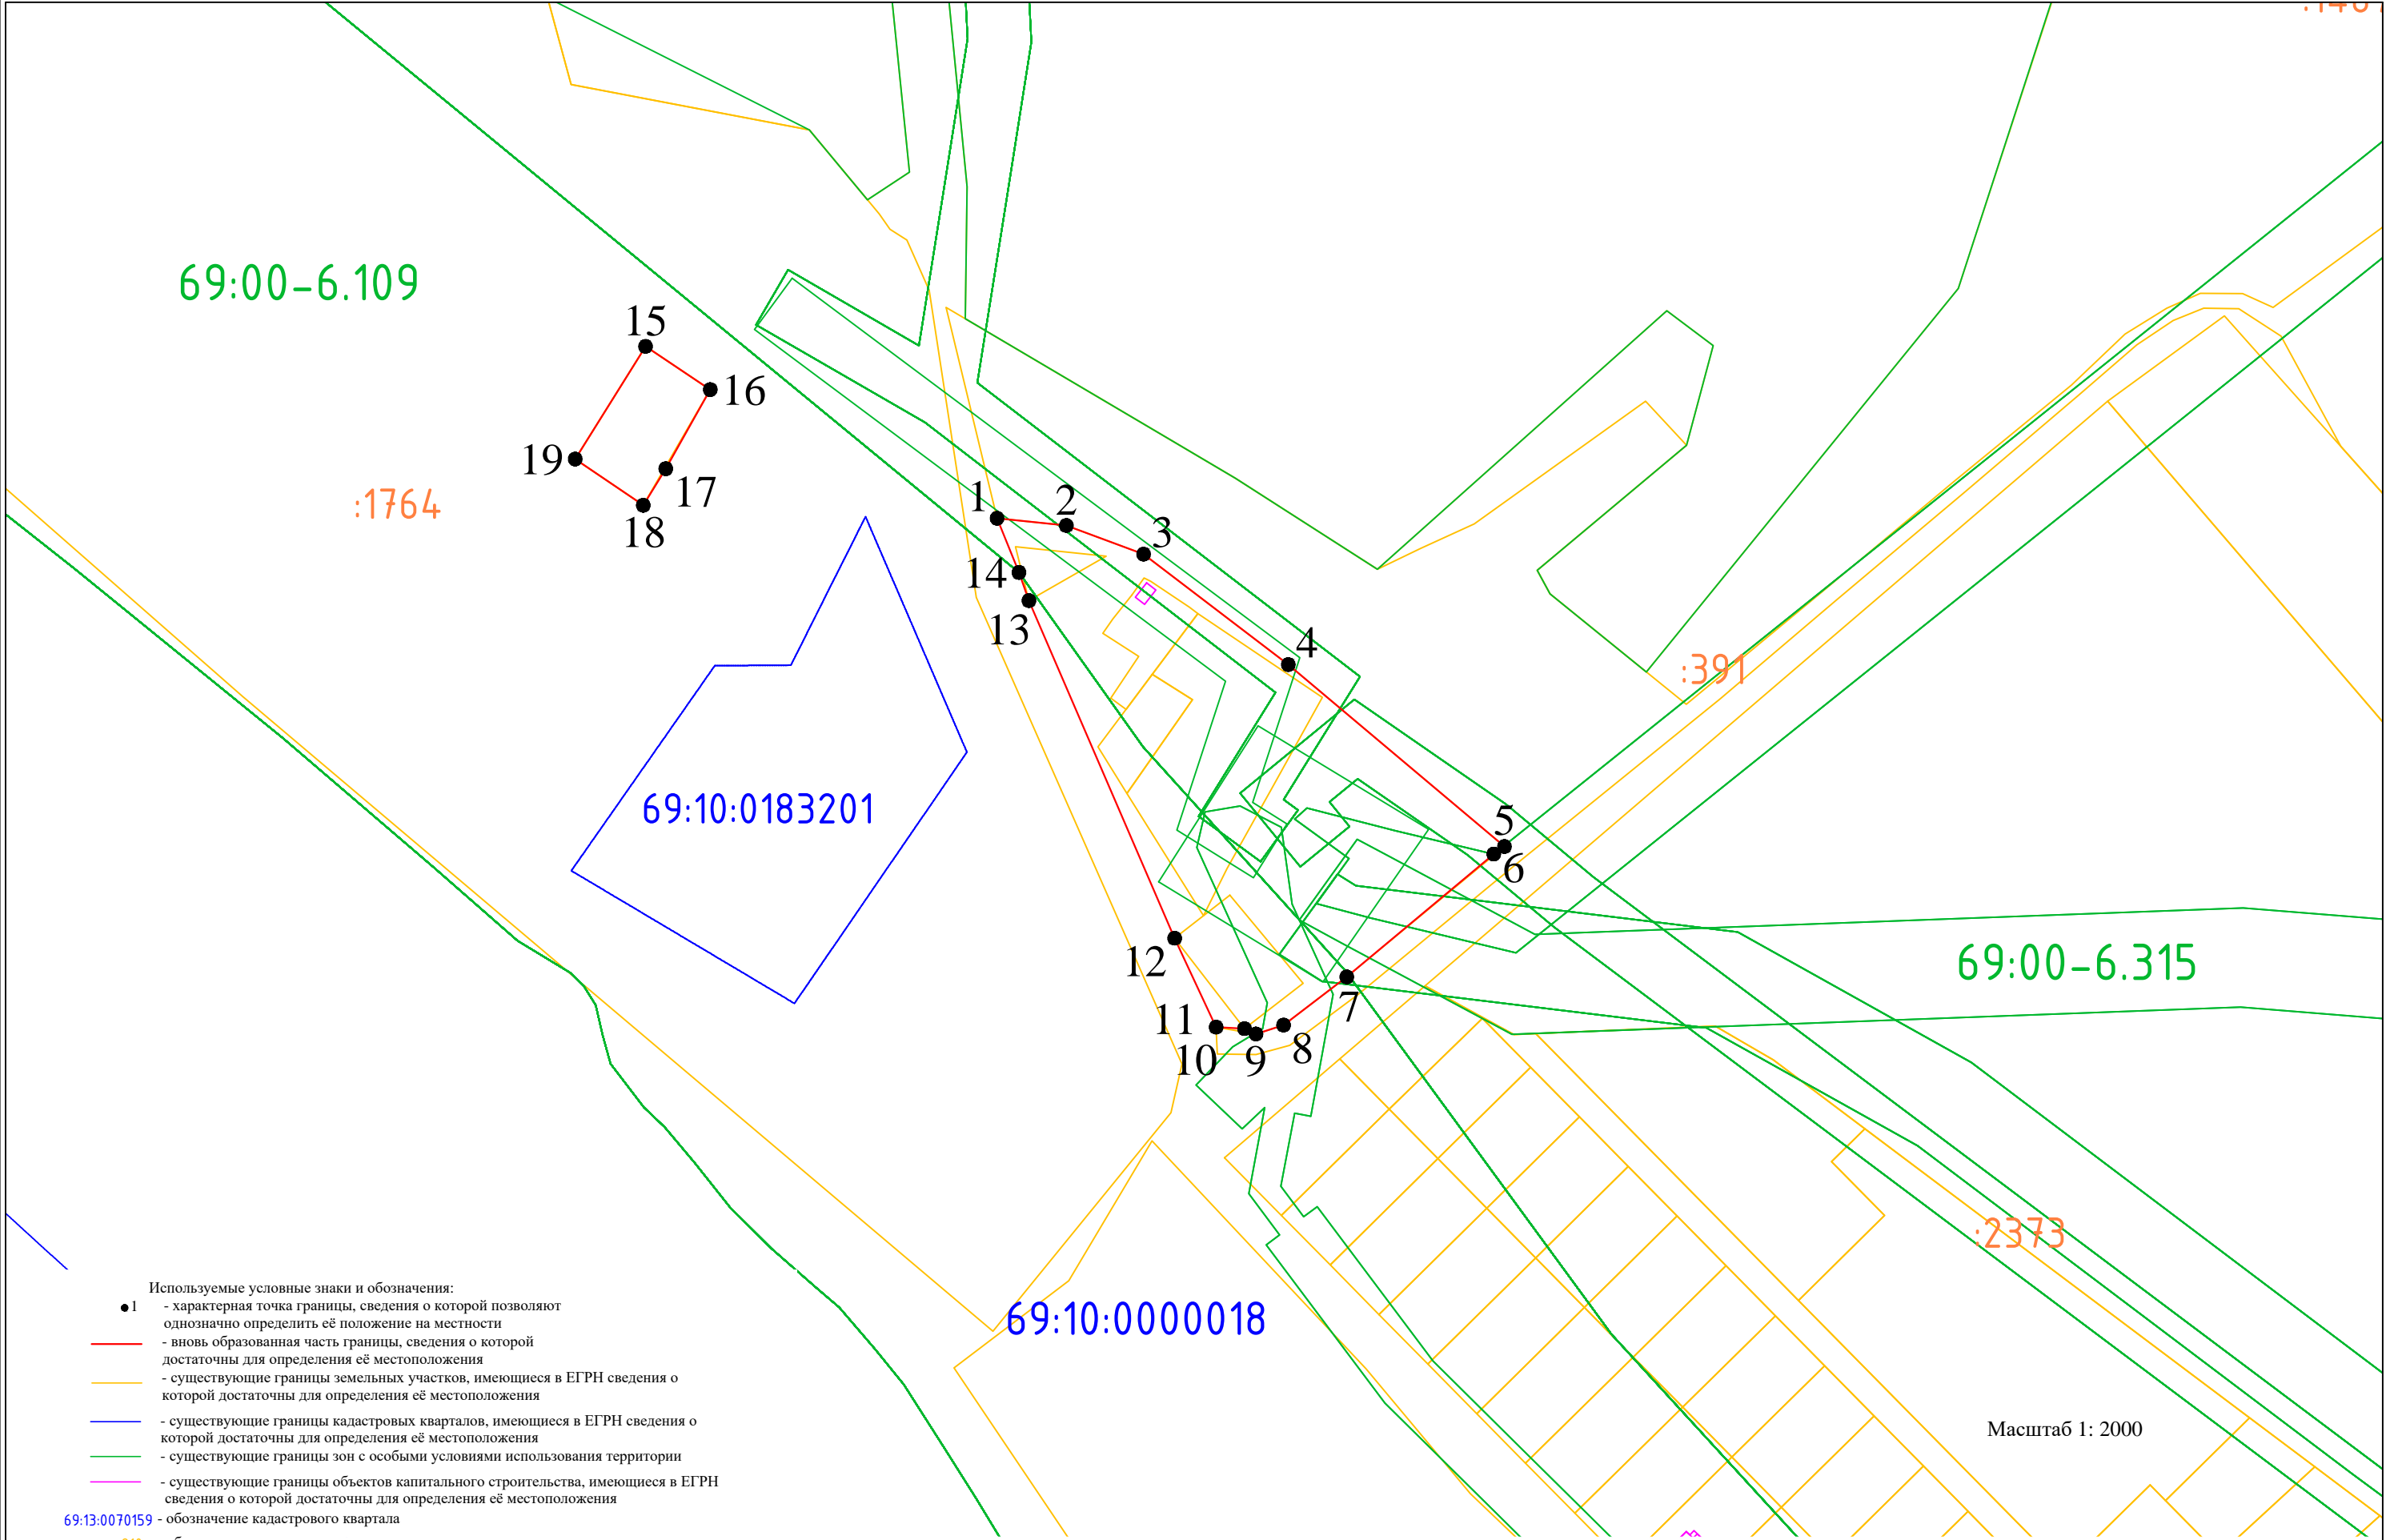 69:00-6.109
15
16
19
17
18
:1764
1
2
3
14
13
4
:391
69:10:0183201
5
6
12
69:00-6.315
7
11
10
9
8
:2373
69:10:0000018
Масштаб 1: 2000
Используемые условные знаки и обозначения:
1 - характерная точка границы, сведения о которой позволяют
однозначно определить её положение на местности
- вновь образованная часть границы, сведения о которой
достаточны для определения её местоположения
- существующие границы земельных участков, имеющиеся в ЕГРН сведения о
которой достаточны для определения её местоположения
- существующие границы кадастровых кварталов, имеющиеся в ЕГРН сведения о
которой достаточны для определения её местоположения
- существующие границы зон с особыми условиями использования территории
- существующие границы объектов капитального строительства, имеющиеся в ЕГРН
сведения о которой достаточны для определения её местоположения
69:13:0070159 - обозначение кадастрового квартала